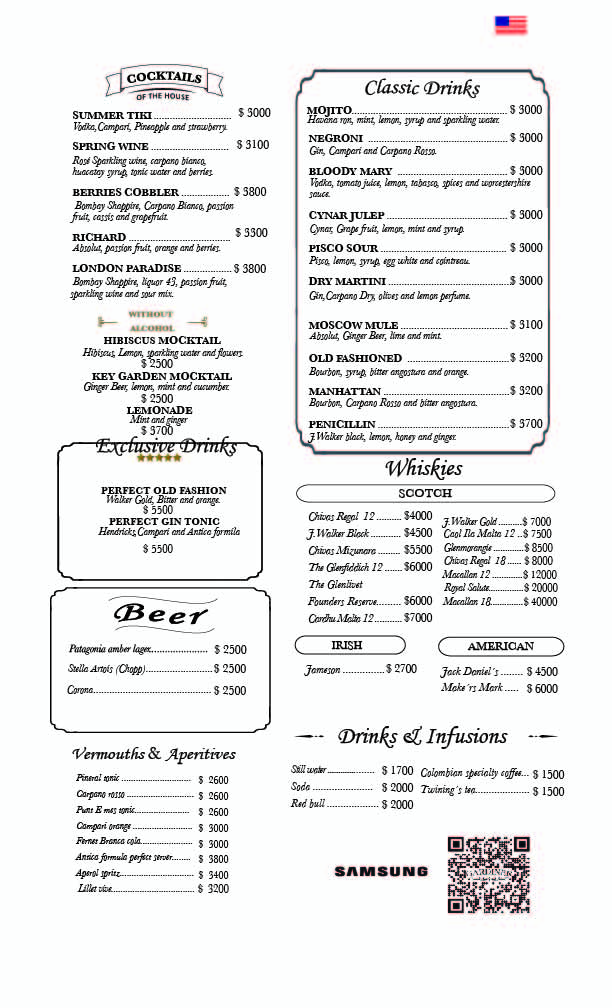 COCKTAILS
OF THE HOUSE
SUMMER TIKI ........................ $ 3000
Vodka, Campari, Pineapple and strawberry.
SPRING WINE ........................ $ 3100
Rosé Sparkling wine, carpano bianco,
huacatay syrup, tonic water and berries.
BERRIES COBBLER ............... $ 3800
Bombay Shappire, Carpano Bianco, passion
fruit, cassis and grapefruit.
RICHARD ................................ $ 3300
Absolut, passion fruit, orange and berries.
LONDON PARADISE ............... $ 3800
Bombay Shappire, liquor 43, passion fruit,
sparkling wine and sour mix.
WITHOUT
ALCOHOL
HIBISCUS MOCKTAIL
Hibiscus, Lemon, sparkling water and flowers.
$ 2500
KEY GARDEN MOCKTAIL
Ginger Beer, lemon, mint and cucumber.
$ 2500
LEMONADE
Mint and ginger
$ 3700
Exclusive Drinks
PERFECT OLD FASHION
Walker Gold, Bitter and orange.
$ 5500
PERFECT GIN TONIC
Hendricks, Campari and Antica formila
$ 5500
Beer
Patagonia amber lager...................... $ 2500
Stella Artois (Chopp)........................ $ 2500
Corona.......................................... $ 2500
Vermouths & Aperitives
Pineral tonic ............................ $ 2600
Carpano rosso ........................... $ 2600
Punt E mes tonic...................... $ 2600
Campari orange ........................ $ 3000
Fernet Branca cola..................... $ 3000
Antica formula perfect server....... $ 3800
Aperol spritz.............................. $ 3400
Lillet vive.................................. $ 3200
Classic Drinks
MOJITO................................................ $ 3000
Havana ron, mint, lemon, syrup and sparkling water.
NEGRONI ............................................ $ 3000
Gin, Campari and Carpano Rosso.
BLOODY MARY ................................... $ 3000
Vodka, tomato juice, lemon, tabasco, spices and worcestershire
sauce.
CYNAR JULEP ...................................... $ 3000
Cynar, Grape fruit, lemon, mint and syrup.
PISCO SOUR ........................................ $ 3000
Pisco, lemon, syrup, egg white and cointreau.
DRY MARTINI ...................................... $ 3000
Gin, Carpano Dry, olives and lemon perfume.
MOSCOW MULE .................................. $ 3100
Absolut, Ginger Beer, lime and mint.
OLD FASHIONED ................................ $ 3200
Bourbon, syrup, bitter angostura and orange.
MANHATTAN ....................................... $ 3200
Bourbon, Carpano Rosso and bitter angostura.
PENICILLIN ........................................ $ 3700
J.Walker black, lemon, honey and ginger.
Whiskies
SCOTCH
Chivas Regal 12 .......... $4000
J.Walker Black ............ $4500
Chivas Mizunara ......... $5500
The Glenfiddich 12 ....... $6000
The Glenlivet
Founders Reserve......... $6000
Cardhu Malta 12........... $7000
J.Walker Gold ..........$ 7000
Caol Ila Malta 12 ..$ 7500
Glenmorangie .............$ 8500
Chivas Regal 18 ...... $ 8000
Macallan 12 .............$ 12000
Royal Salute...............$ 20000
Macallan 18..............$ 40000
IRISH
Jameson ................$ 2700
AMERICAN
Jack Daniel´s ........ $ 4500
Make´rs Mark ..... $ 6000
Drinks & Infusions
Still water ................... $ 1700
Soda ....................... $ 2000
Red bull .................... $ 2000
Colombian specialty coffee... $ 1500
Twining´s tea.................... $ 1500
SAMSUNG
GARDINER